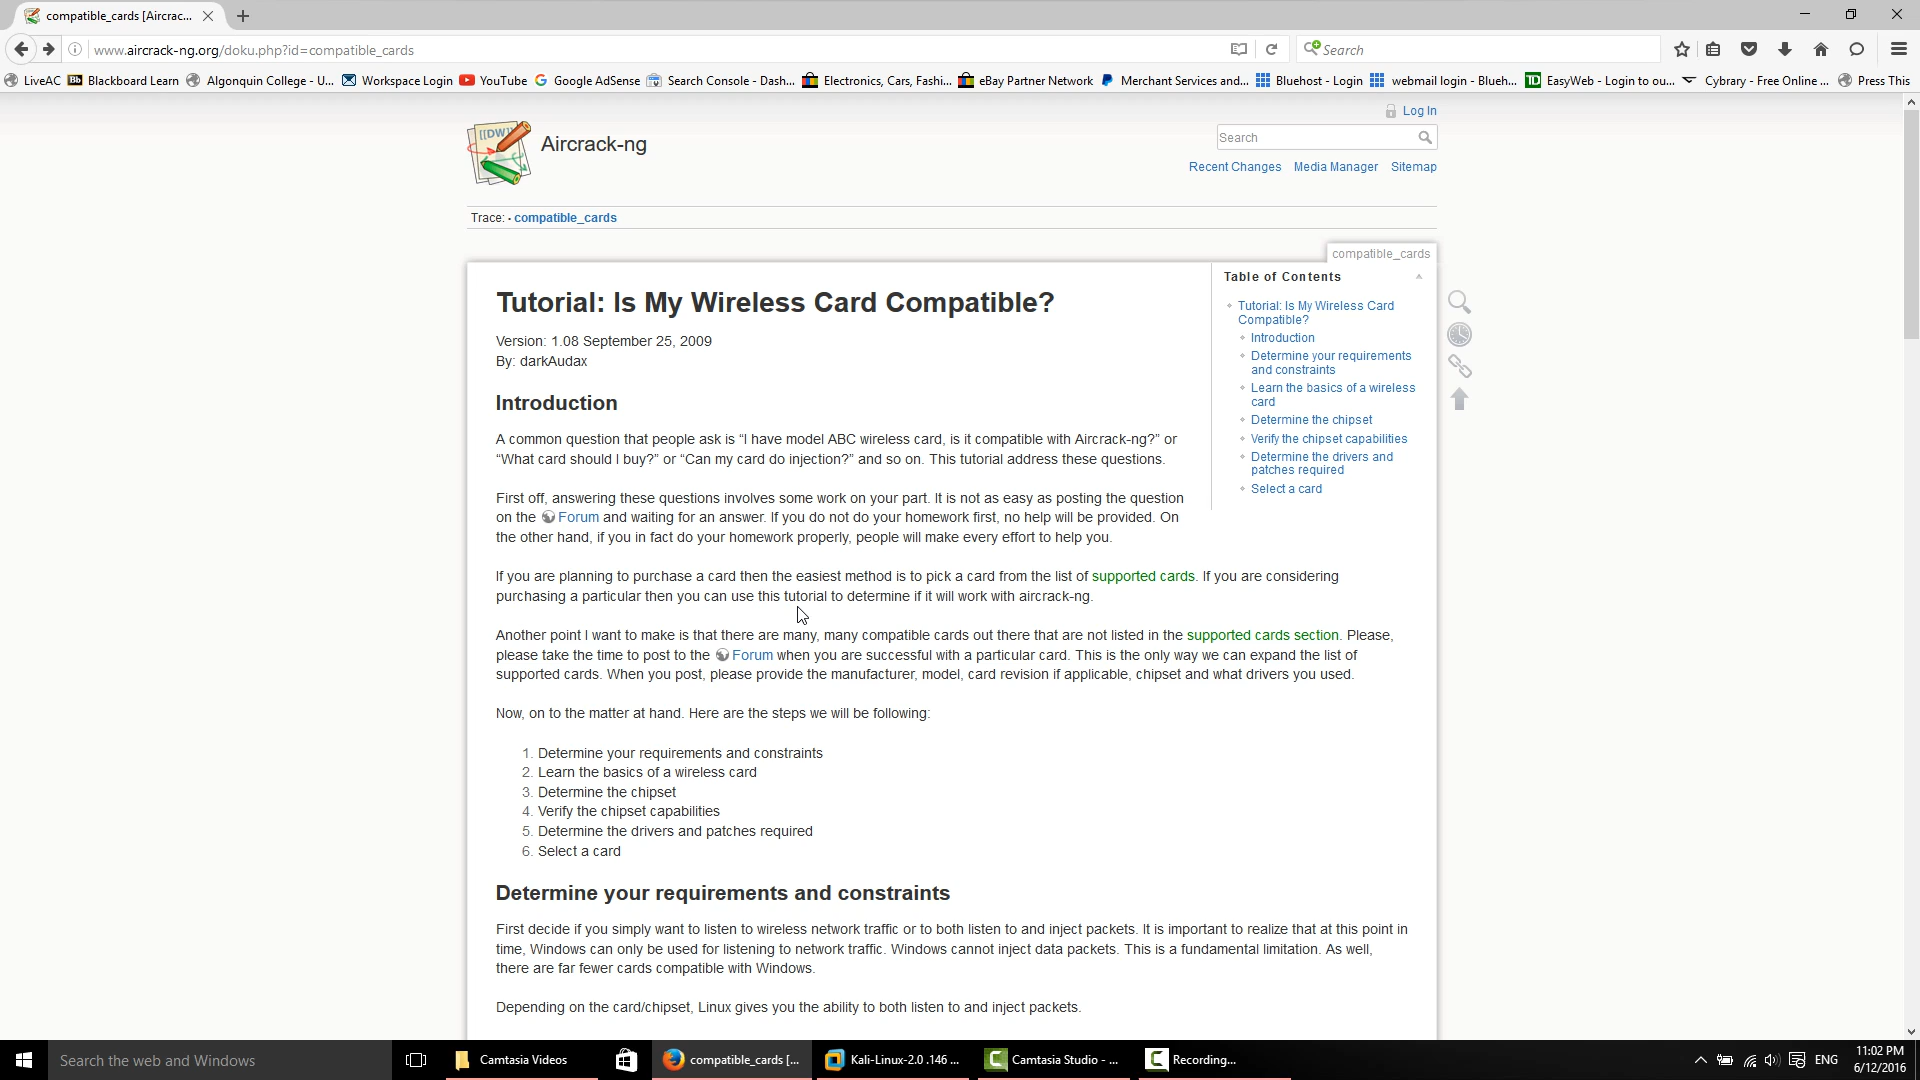 compatible_cards [Aircrac...
www.aircrack-ng.org/doku.php?id=compatible_cards
Search
LiveAC Blackboard Learn Algonquin College - U... Workspace Login YouTube Google AdSense Search Console - Dash... Electronics, Cars, Fashi... eBay Partner Network Merchant Services and... Bluehost - Login webmail login - Blueh... EasyWeb - Login to ou... Cybrary - Free Online ... Press This
Log In
[[DW]]
Aircrack-ng
Search
Recent Changes Media Manager Sitemap
Trace: • compatible_cards
compatible_cards
Table of Contents
Tutorial: Is My Wireless Card
Compatible?
Introduction
Determine your requirements
and constraints
Learn the basics of a wireless
card
Determine the chipset
Verify the chipset capabilities
Determine the drivers and
patches required
Select a card
Tutorial: Is My Wireless Card Compatible?
Version: 1.08 September 25, 2009
By: darkAudax
Introduction
A common question that people ask is “I have model ABC wireless card, is it compatible with Aircrack-ng?” or
“What card should I buy?” or “Can my card do injection?” and so on. This tutorial address these questions.
First off, answering these questions involves some work on your part. It is not as easy as posting the question
on the Forum and waiting for an answer. If you do not do your homework first, no help will be provided. On
the other hand, if you in fact do your homework properly, people will make every effort to help you.
If you are planning to purchase a card then the easiest method is to pick a card from the list of supported cards. If you are considering
purchasing a particular then you can use this tutorial to determine if it will work with aircrack-ng.
Another point I want to make is that there are many, many compatible cards out there that are not listed in the supported cards section. Please,
please take the time to post to the Forum when you are successful with a particular card. This is the only way we can expand the list of
supported cards. When you post, please provide the manufacturer, model, card revision if applicable, chipset and what drivers you used.
Now, on to the matter at hand. Here are the steps we will be following:
1. Determine your requirements and constraints
2. Learn the basics of a wireless card
3. Determine the chipset
4. Verify the chipset capabilities
5. Determine the drivers and patches required
6. Select a card
Determine your requirements and constraints
First decide if you simply want to listen to wireless network traffic or to both listen to and inject packets. It is important to realize that at this point in
time, Windows can only be used for listening to network traffic. Windows cannot inject data packets. This is a fundamental limitation. As well,
there are far fewer cards compatible with Windows.
Depending on the card/chipset, Linux gives you the ability to both listen to and inject packets.
Search the web and Windows
Camtasia Videos
compatible_cards [...
Kali-Linux-2.0 .146 ...
Camtasia Studio - ...
Recording...
ENG
11:02 PM
6/12/2016